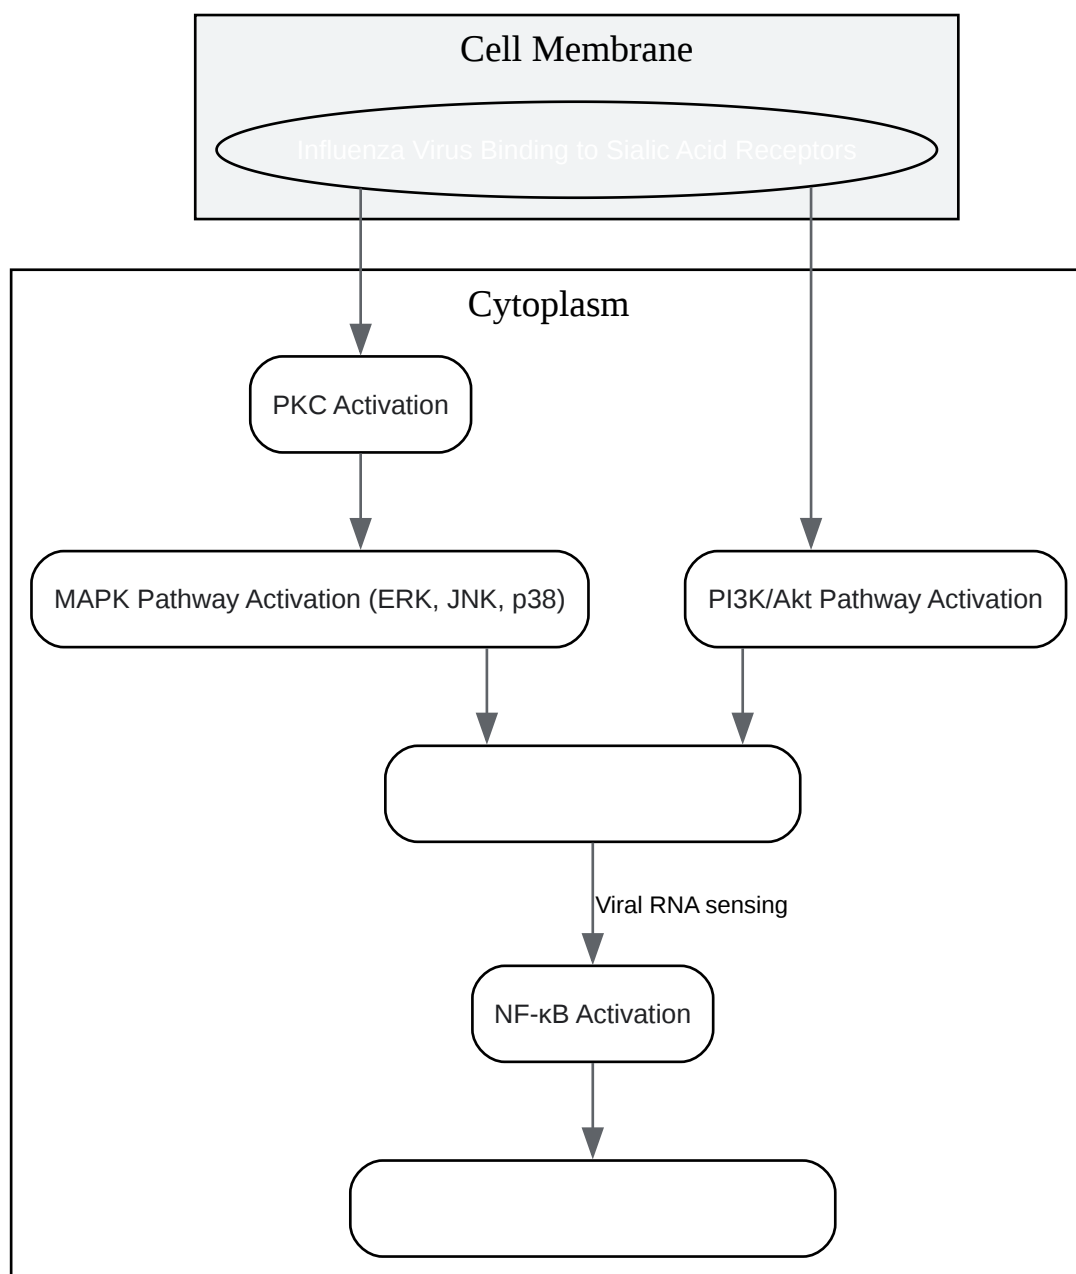 Cell Membrane
Influenza Virus Binding to Sialic Acid Receptors
Cytoplasm
PKC Activation
MAPK Pathway Activation (ERK, JNK, p38)
PI3K/Akt Pathway Activation
Viral RNA sensing
NF-κB Activation